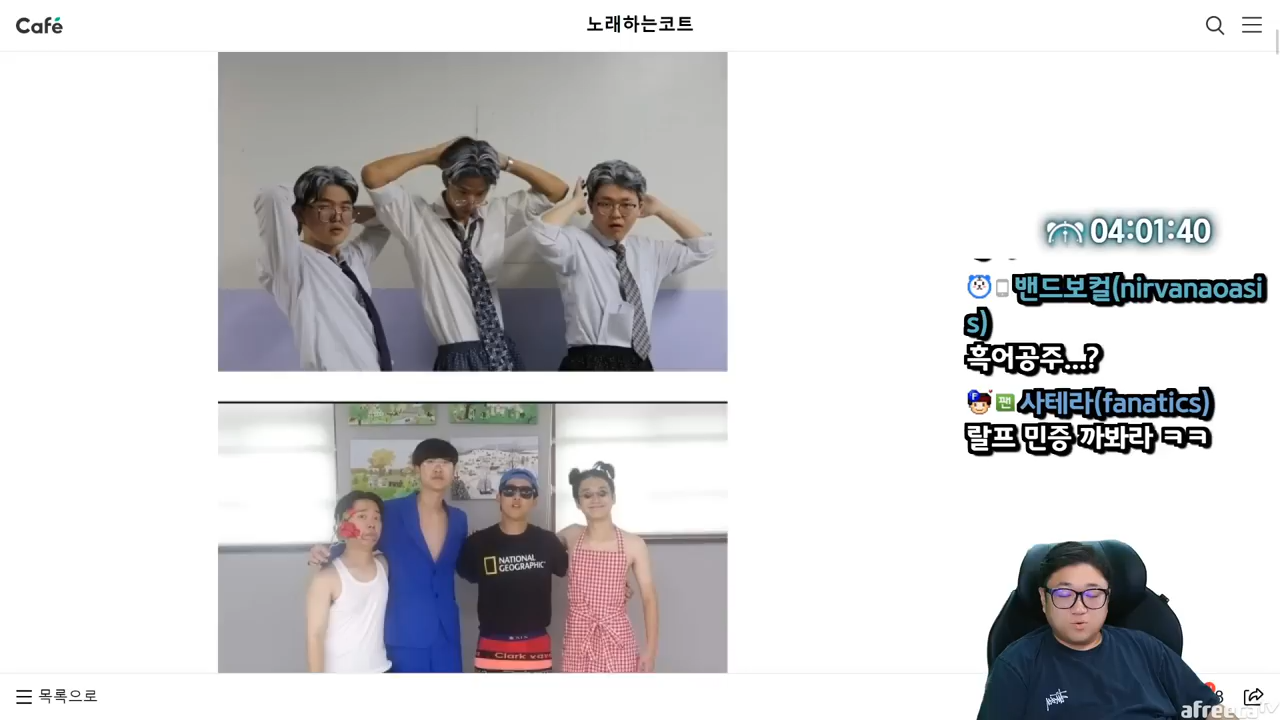 Café
노래하는코트
04:01:40
밴드보컬(nirvanaoasi
s)
흑어공주...?
팬 사테라(fanatics)
랄프 민증 까봐라 ㅋㅋ
NATIONAL
GEOGRAPHIC
Clark
목록으로
afreecaTV